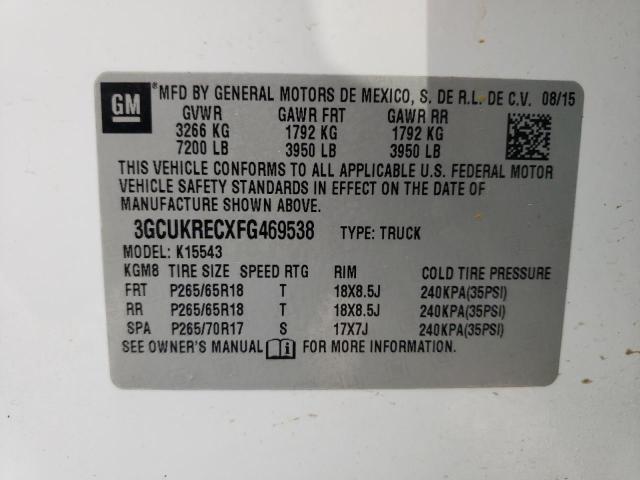 GM
® MFD BY GENERAL MOTORS DE MEXICO, S. DE R.L. DE C.V. 08/15
GVWR GAWR FRT GAWR RR
3266 KG 1792 KG 1792 KG
7200 LB 3950 LB 3950 LB
THIS VEHICLE CONFORMS TO ALL APPLICABLE U.S. FEDERAL MOTOR
VEHICLE SAFETY STANDARDS IN EFFECT ON THE DATE OF
MANUFACTURE SHOWN ABOVE.
3GCUKRECXFG469538 TYPE: TRUCK
MODEL: K15543
KGM8 TIRE SIZE SPEED RTG RIM COLD TIRE PRESSURE
FRT P265/65R18 T 18X8.5J 240KPA(35PSI)
RR P265/65R18 T 18X8.5J 240KPA(35PSI)
SPA P265/70R17 S 17X7J 240KPA(35PSI)
SEE OWNER'S MANUAL i FOR MORE INFORMATION.